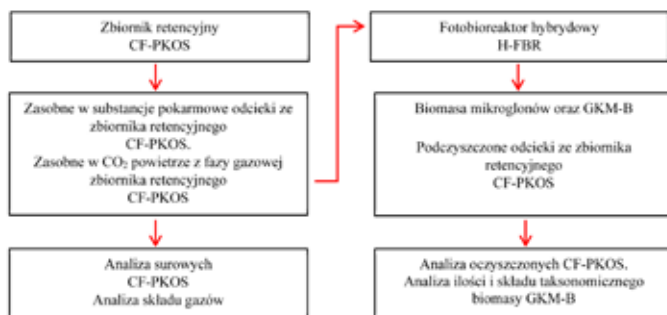 Zbiornik retencyjny
CF-PKOS
Zasobne w substancje pokarmowe odcieki ze
zbiornika retencyjnego
CF-PKOS.
Zasobne w CO₂ powietrze z fazy gazowej
zbiornika retencyjnego
CF-PKOS
Analiza surowych
CF-PKOS
Analiza składu gazów
Fotobioreaktor hybrydowy
H-FBR
Biomasa mikroglonów oraz GKM-B
Podczyszczone odcieki ze zbiornika
retencyjnego
CF-PKOS
Analiza oczyszczonych CF-PKOS.
Analiza ilości i składu taksonomicznego
biomasy GKM-B